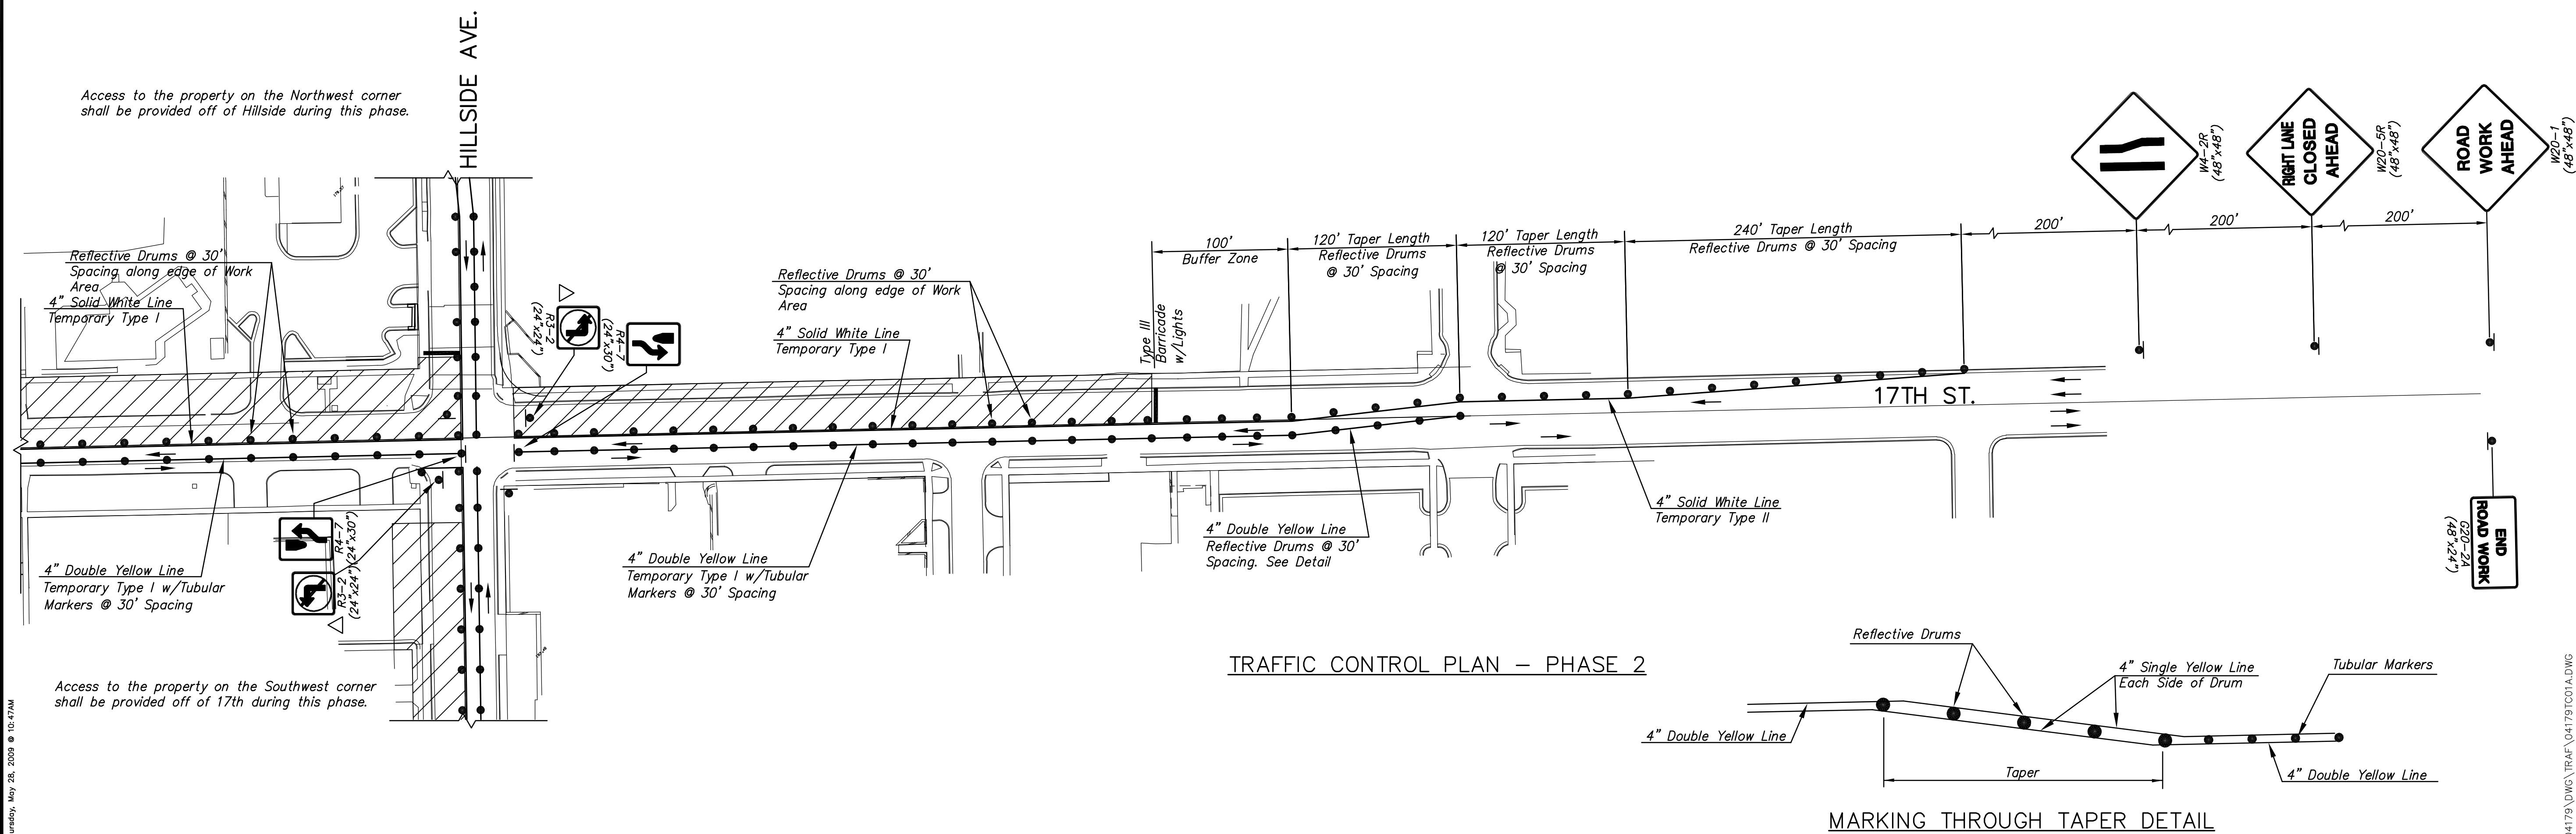 HILLSIDE AVE.
Access to the property on the Northwest corner
shall be provided off of Hillside during this phase.
Reflective Drums @ 30'
Spacing along edge of Work
Area
4" Solid White Line
Temporary Type I
R3-2
(24"x24")
R4-7
(24"x30")
Reflective Drums @ 30'
Spacing along edge of Work
Area
4" Solid White Line
Temporary Type I
Type III
Barricade
w/Lights
100'
Buffer Zone
120' Taper Length
Reflective Drums
@ 30' Spacing
120' Taper Length
Reflective Drums
@ 30' Spacing
240' Taper Length
Reflective Drums @ 30' Spacing
200'
200'
200'
W4-2R
(48"x48")
RIGHT LANE
CLOSED
AHEAD
W20-5R
(48"x48")
ROAD
WORK
AHEAD
W20-1
(48"x48")
17TH ST.
4" Double Yellow Line
Temporary Type I w/Tubular
Markers @ 30' Spacing
R4-7
(24"x30")
R3-2
(24"x24")
4" Double Yellow Line
Temporary Type I w/Tubular
Markers @ 30' Spacing
4" Double Yellow Line
Reflective Drums @ 30'
Spacing. See Detail
4" Solid White Line
Temporary Type II
END
ROAD WORK
G20-2A
(48"x24")
Access to the property on the Southwest corner
shall be provided off of 17th during this phase.
TRAFFIC CONTROL PLAN - PHASE 2
Reflective Drums
4" Single Yellow Line
Each Side of Drum
Tubular Markers
4" Double Yellow Line
Taper
4" Double Yellow Line
MARKING THROUGH TAPER DETAIL
May 28, 2009 @ 10:47AM
\DWG\TRAF\04179TC01A.DWG